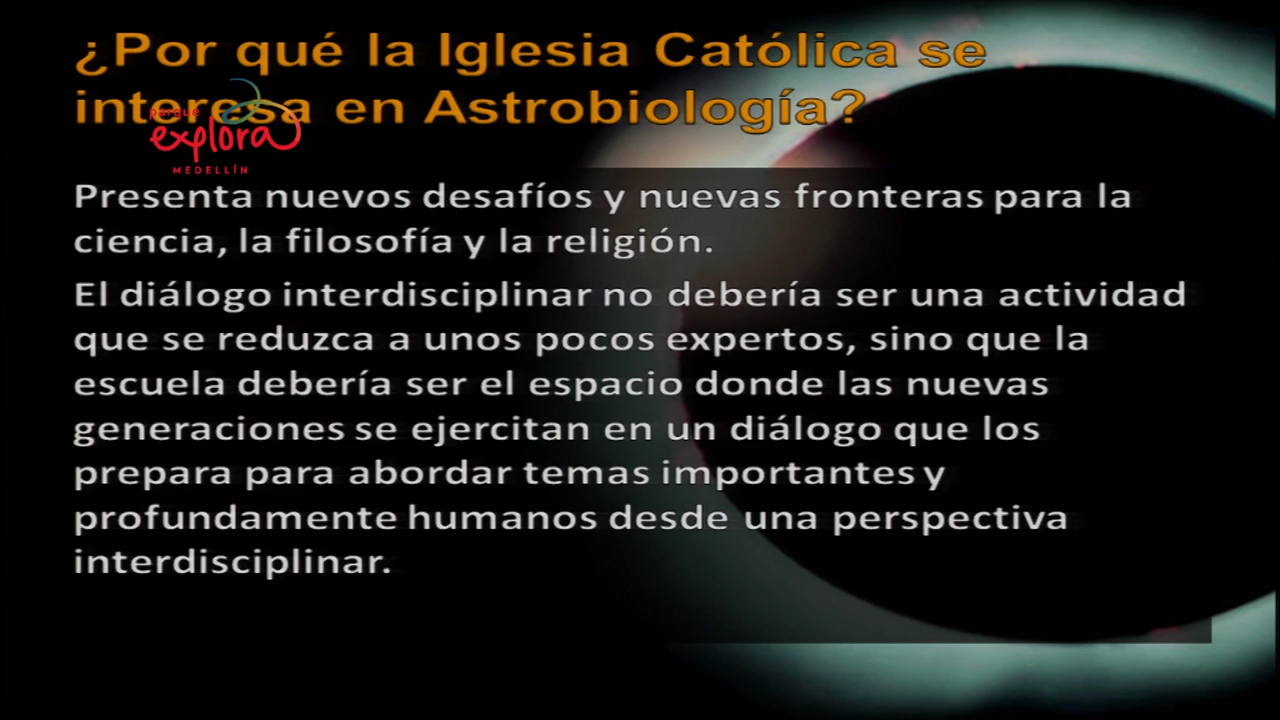 ¿Por qué la Iglesia Católica se
interesa en Astrobiología?
parque
explora
MEDELLÍN
Presenta nuevos desafíos y nuevas fronteras para la
ciencia, la filosofía y la religión.
El diálogo interdisciplinar no debería ser una actividad
que se reduzca a unos pocos expertos, sino que la
escuela debería ser el espacio donde las nuevas
generaciones se ejercitan en un diálogo que los
prepara para abordar temas importantes y
profundamente humanos desde una perspectiva
interdisciplinar.